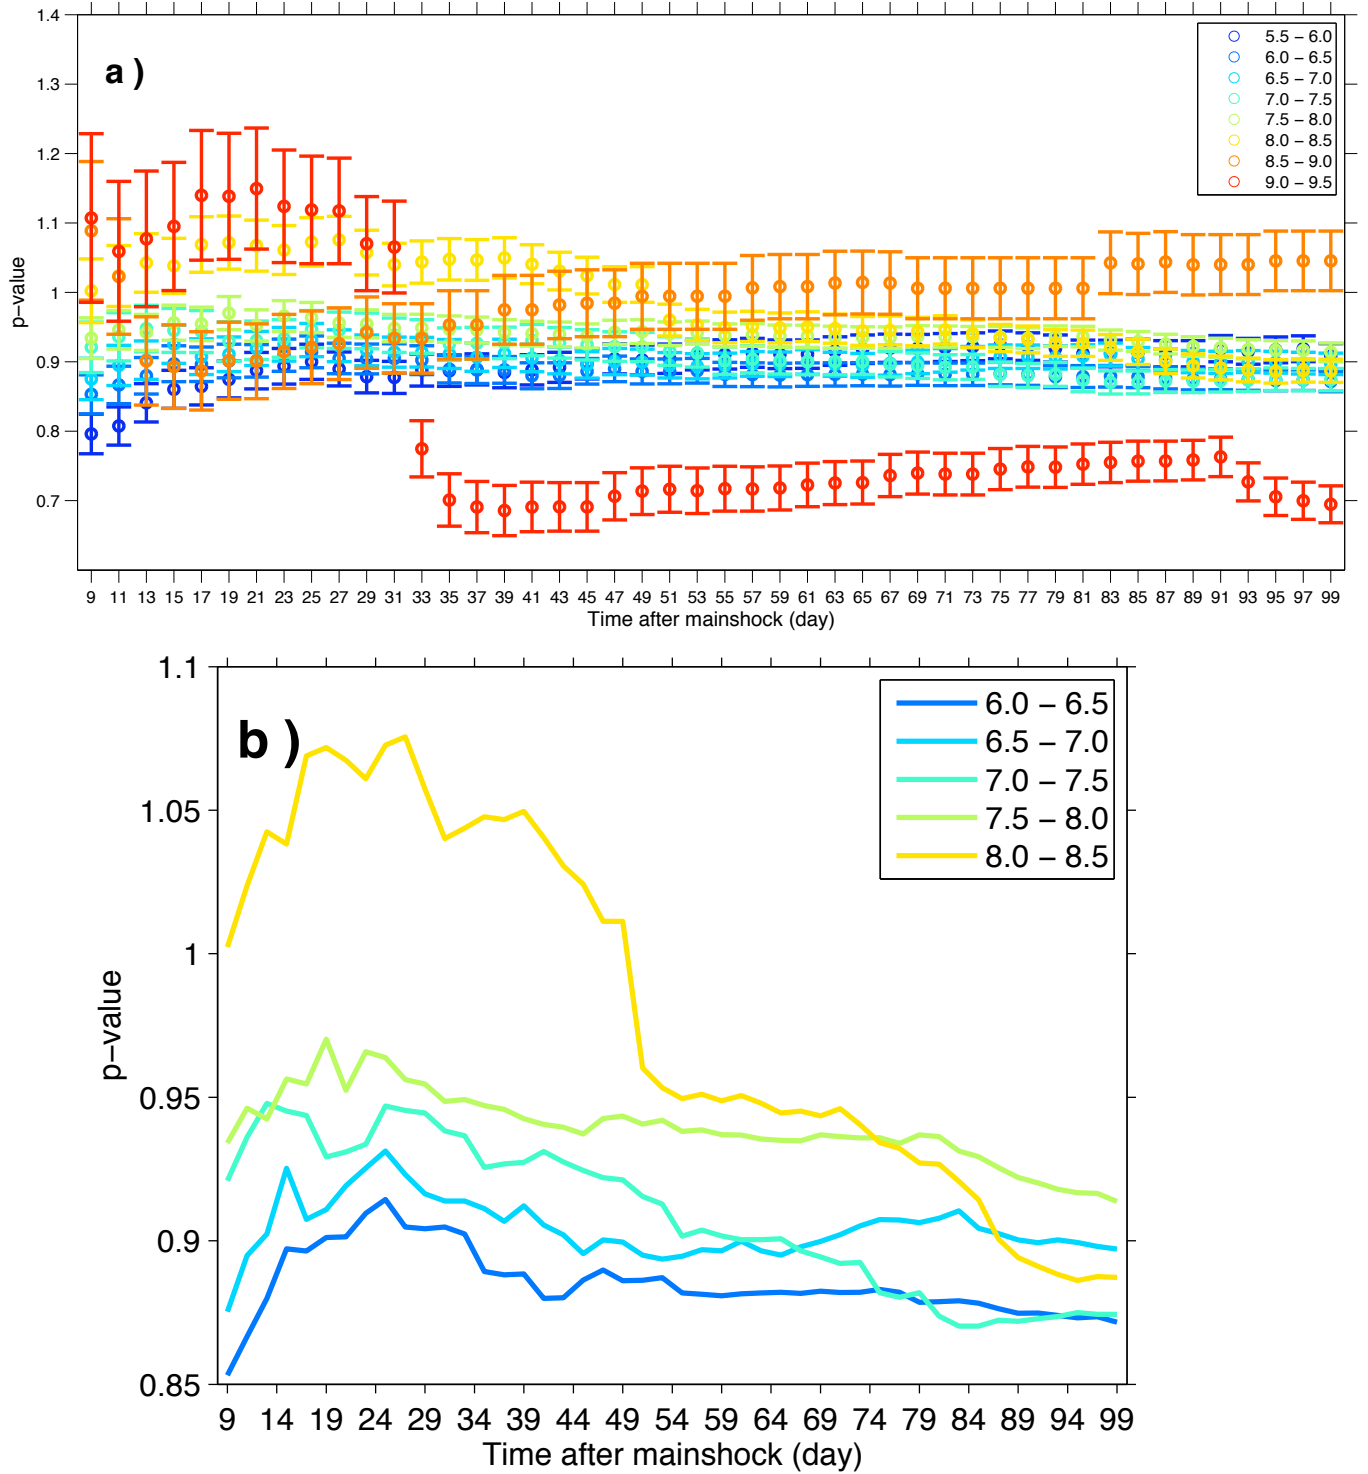 a )
1.4
1.3
1.2
1.1
1
0.9
0.8
0.7
p−value
5.5 − 6.0
6.0 − 6.5
6.5 − 7.0
7.0 − 7.5
7.5 − 8.0
8.0 − 8.5
8.5 − 9.0
9.0 − 9.5
9 11 13 15 17 19 21 23 25 27 29 31 33 35 37 39 41 43 45 47 49 51 53 55 57 59 61 63 65 67 69 71 73 75 77 79 81 83 85 87 89 91 93 95 97 99
Time after mainshock (day)
b )
1.1
1.05
1
0.95
0.9
0.85
p−value
6.0 − 6.5
6.5 − 7.0
7.0 − 7.5
7.5 − 8.0
8.0 − 8.5
9 14 19 24 29 34 39 44 49 54 59 64 69 74 79 84 89 94 99
Time after mainshock (day)